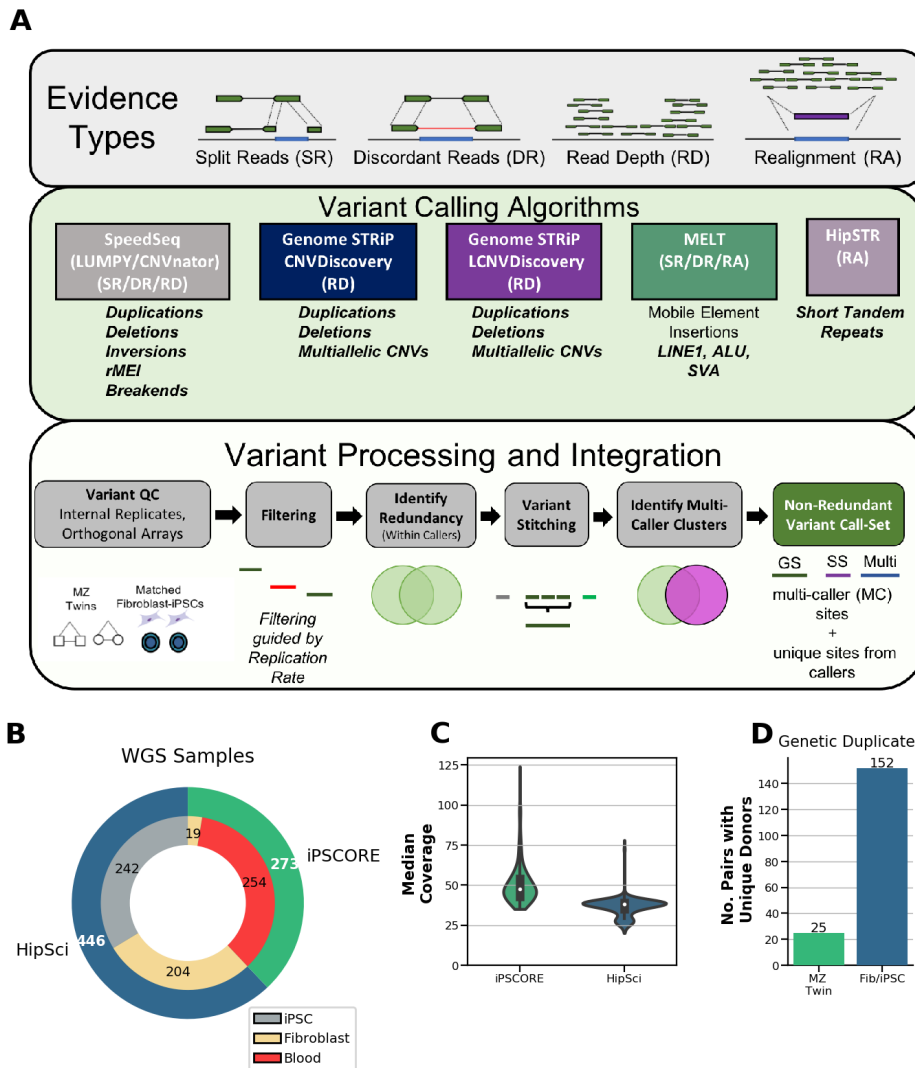 A
Evidence
Types
Split Reads (SR)
Discordant Reads (DR)
Read Depth (RD)
Realignment (RA)
Variant Calling Algorithms
SpeedSeq
(LUMPY/CNVnator)
(SR/DR/RD)
Duplications
Deletions
Inversions
rMEI
Breakends
Genome STRiP
CNVDiscovery
(RD)
Duplications
Deletions
Multiallelic CNVs
Genome STRiP
LCNVDiscovery
(RD)
Duplications
Deletions
Multiallelic CNVs
MELT
(SR/DR/RA)
Mobile Element
Insertions
LINE1, ALU,
SVA
HipSTR
(RA)
Short Tandem
Repeats
Variant Processing and Integration
Variant QC
Internal Replicates,
Orthogonal Arrays
MZ
Twins
Matched
Fibroblast-iPSCs
Filtering
Filtering
guided by
Replication
Rate
Identify
Redundancy
(Within Callers)
Variant
Stitching
Identify Multi-
Caller Clusters
Non-Redundant
Variant Call-Set
GS SS Multi
multi-caller (MC)
sites
+
unique sites from
callers
B
WGS Samples
19
242
273
iPSCORE
254
HipSci
446
204
iPSC
Fibroblast
Blood
C
Median
Coverage
125
100
75
50
25
0
iPSCORE
HipSci
D
Genetic Duplicate
No. Pairs with
Unique Donors
152
140
120
100
80
60
40
20
0
25
MZ
Twin
Fib/iPSC